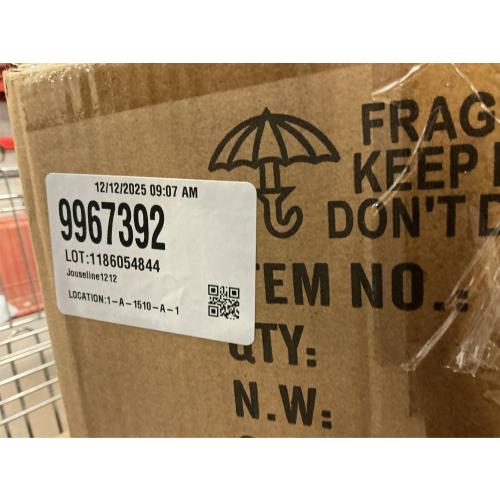 12/12/2025 09:07 AM
9967392
LOT:1186054844
Jouseline1212
LOCATION:1-A-1510-A-1
FRAG
KEEP
DON'T D
TEM NO.:
QTY:
N.W: